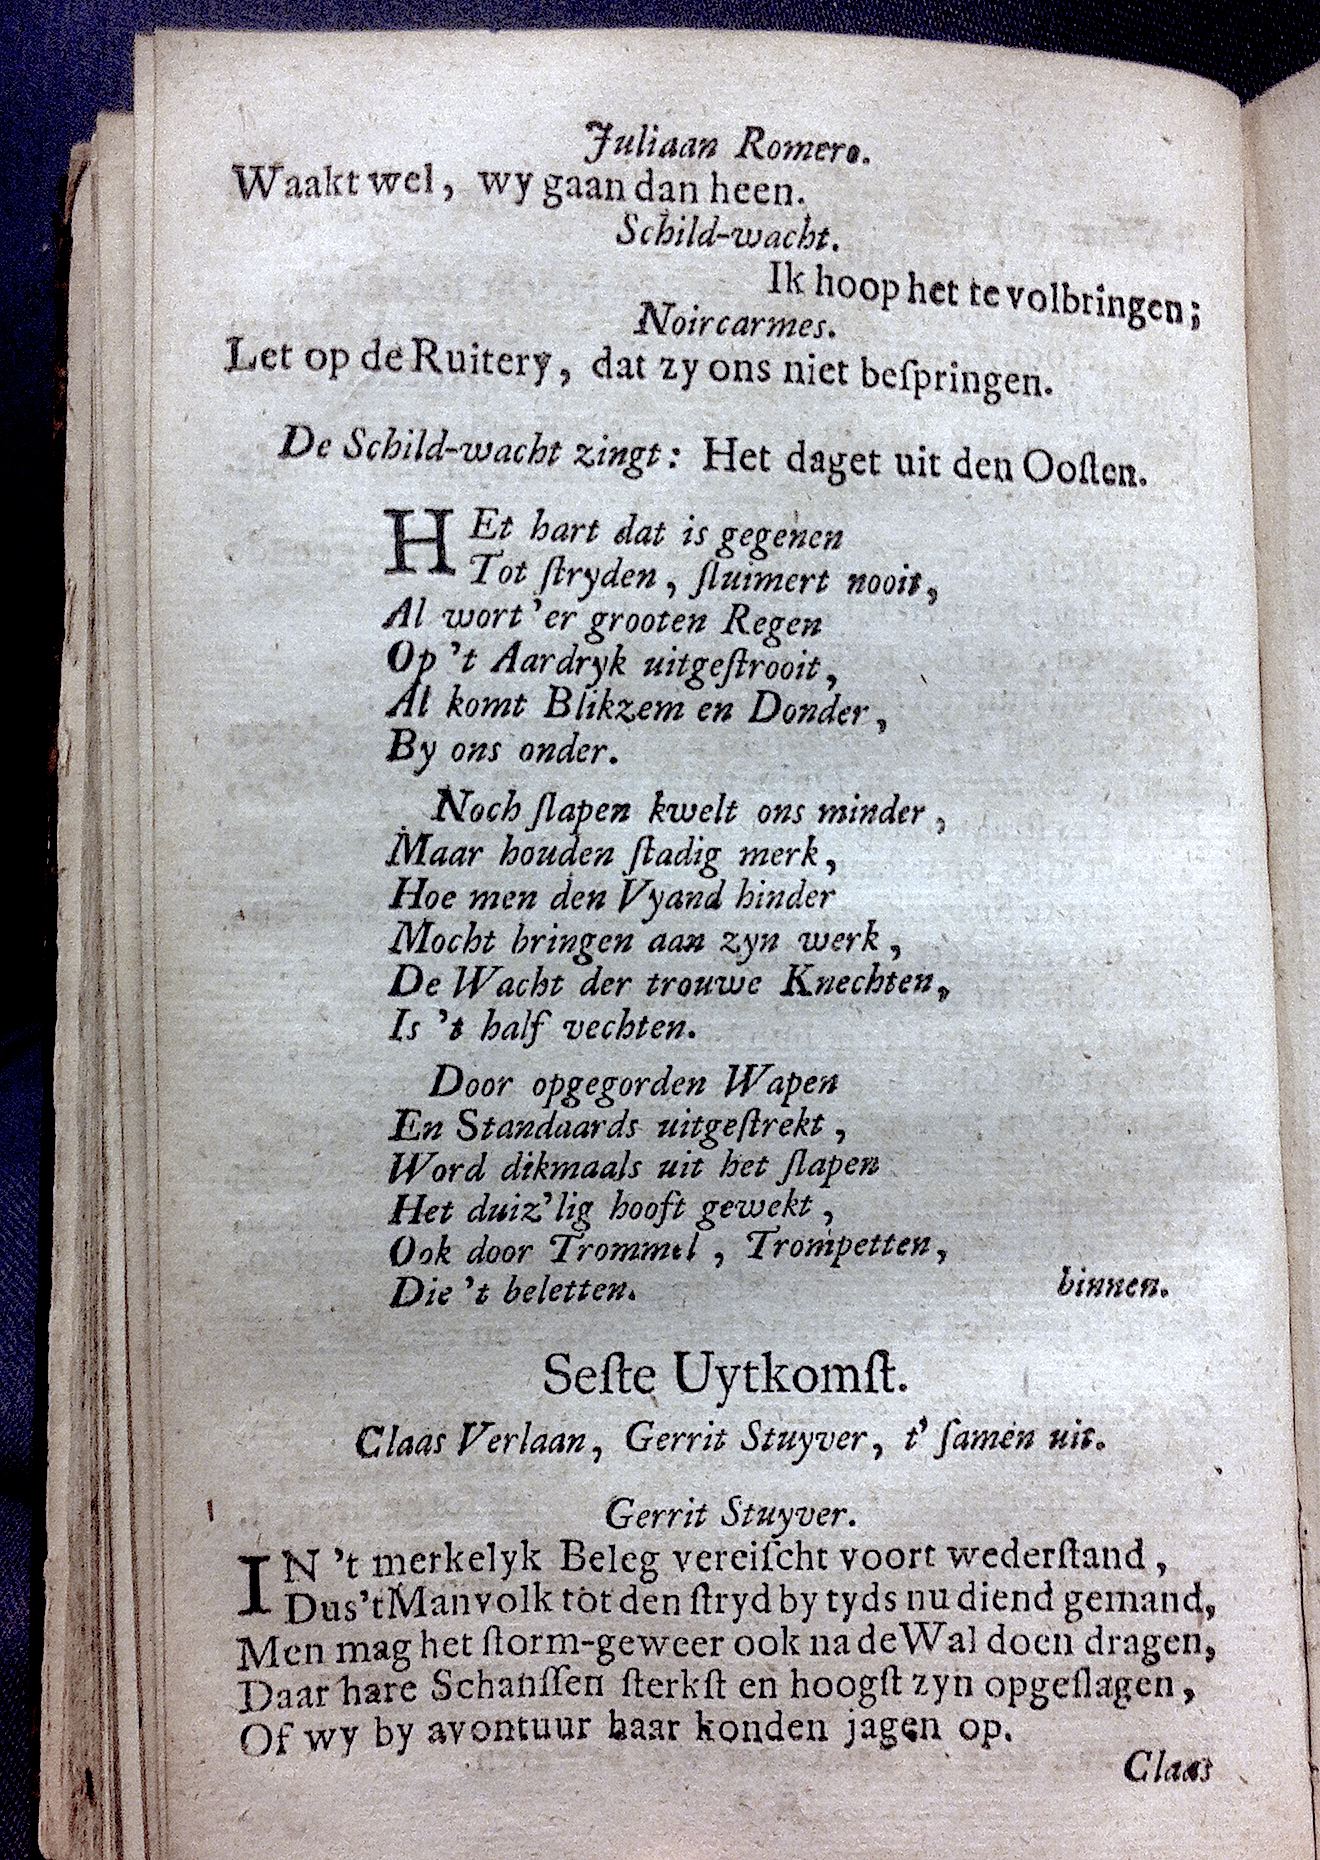 Juliaan Romero.
Waakt wel, wy gaan dan heen.
Schild-wacht.
Ik hoop het te volbringen;
Noircarmes.
Let op de Ruitery, dat zy ons niet beſpringen.
De Schild-wacht zingt: Het daget uit den Ooſten.
HEt hart dat is gegenen
Tot ſtryden, ſluimert nooit,
Al wort 'er grooten Regen
Op 't Aardryk uitgeſtrooit,
Al komt Blikzem en Donder,
By ons onder.
Noch ſlapen kwelt ons minder,
Maar houden ſtadig merk,
Hoe men den Vyand hinder
Mocht bringen aan zyn werk,
De Wacht der trouwe Knechten,
Is 't half vechten.
Door opgegorden Wapen
En Standaards uitgeſtrekt,
Word dikmaals uit het ſlapen
Het duiz'lig hooft gewekt,
Ook door Trommel, Trompetten,
Die 't beletten. binnen.
Seſte Uytkomſt.
Claas Verlaan, Gerrit Stuyver, t' ſamen uit.
Gerrit Stuyver.
IN 't merkelyk Beleg vereiſcht voort wederſtand,
Dus 't Manvolk tot den ſtryd by tyds nu diend gemand,
Men mag het ſtorm-geweer ook na de Wal doen dragen,
Daar hare Schanſſen ſterkſt en hoogſt zyn opgeſlagen,
Of wy by avontuur haar konden jagen op.
Claas